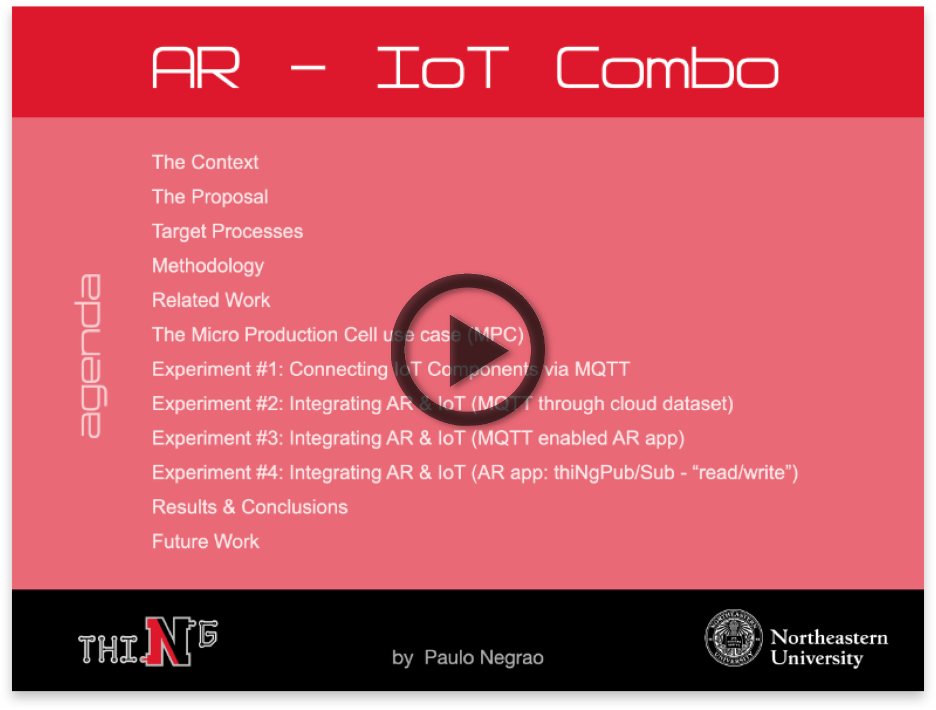 AR - IoT Combo
agenda
The Context
The Proposal
Target Processes
Methodology
Related Work
The Micro Production Cell use case (MPC)
Experiment #1: Connecting IoT Components via MQTT
Experiment #2: Integrating AR & IoT (MQTT through cloud dataset)
Experiment #3: Integrating AR & IoT (MQTT enabled AR app)
Experiment #4: Integrating AR & IoT (AR app: thiNgPub/Sub - “read/write”)
Results & Conclusions
Future Work
THING
by Paulo Negrao
Northeastern
University